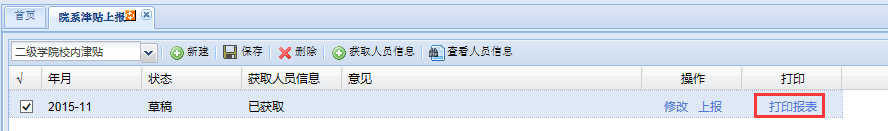 首页 院系津贴上报
二级学院校内津贴 新建 保存 删除 获取人员信息 查看人员信息
√ 年月 状态 获取人员信息 意见 操作 打印
2015-11 草稿 已获取 修改 上报 打印报表